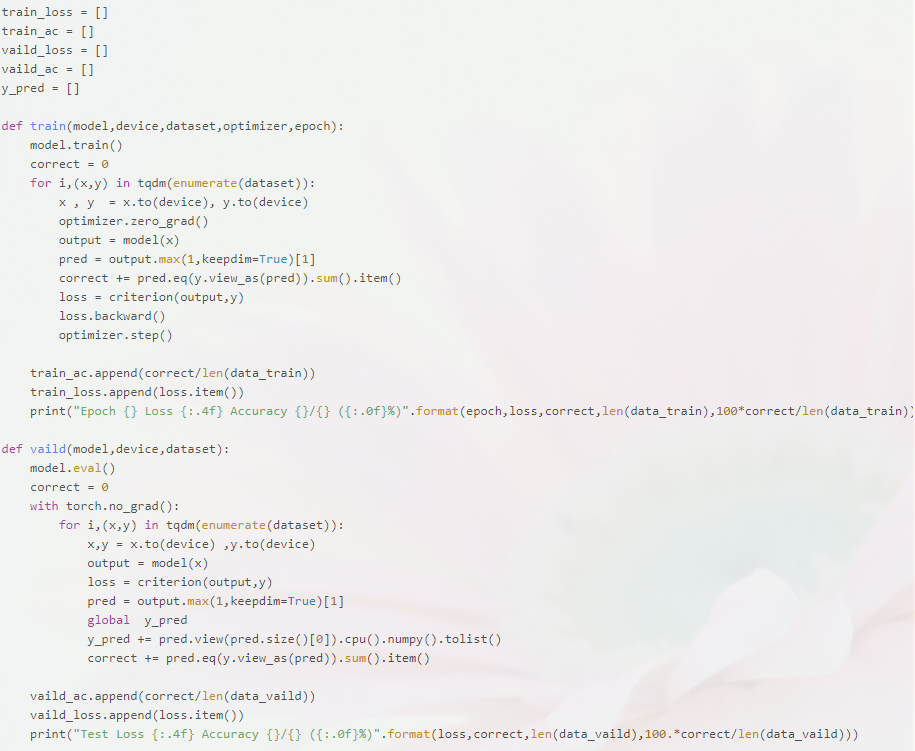 train_loss = []
train_ac = []
vaild_loss = []
vaild_ac = []
y_pred = []

def train(model,device,dataset,optimizer,epoch):
    model.train()
    correct = 0
    for i,(x,y) in tqdm(enumerate(dataset)):
        x , y  = x.to(device), y.to(device)
        optimizer.zero_grad()
        output = model(x)
        pred = output.max(1,keepdim=True)[1]
        correct += pred.eq(y.view_as(pred)).sum().item()
        loss = criterion(output,y)
        loss.backward()
        optimizer.step()

    train_ac.append(correct/len(data_train))
    train_loss.append(loss.item())
    print("Epoch {} Loss {:.4f} Accuracy {}/{} ({:.0f}%)".format(epoch,loss,correct,len(data_train),100*correct/len(data_train))

def vaild(model,device,dataset):
    model.eval()
    correct = 0
    with torch.no_grad():
        for i,(x,y) in tqdm(enumerate(dataset)):
            x,y = x.to(device) ,y.to(device)
            output = model(x)
            loss = criterion(output,y)
            pred = output.max(1,keepdim=True)[1]
            global  y_pred
            y_pred += pred.view(pred.size()[0]).cpu().numpy().tolist()
            correct += pred.eq(y.view_as(pred)).sum().item()

    vaild_ac.append(correct/len(data_vaild))
    vaild_loss.append(loss.item())
    print("Test Loss {:.4f} Accuracy {}/{} ({:.0f}%)".format(loss,correct,len(data_vaild),100.*correct/len(data_vaild)))